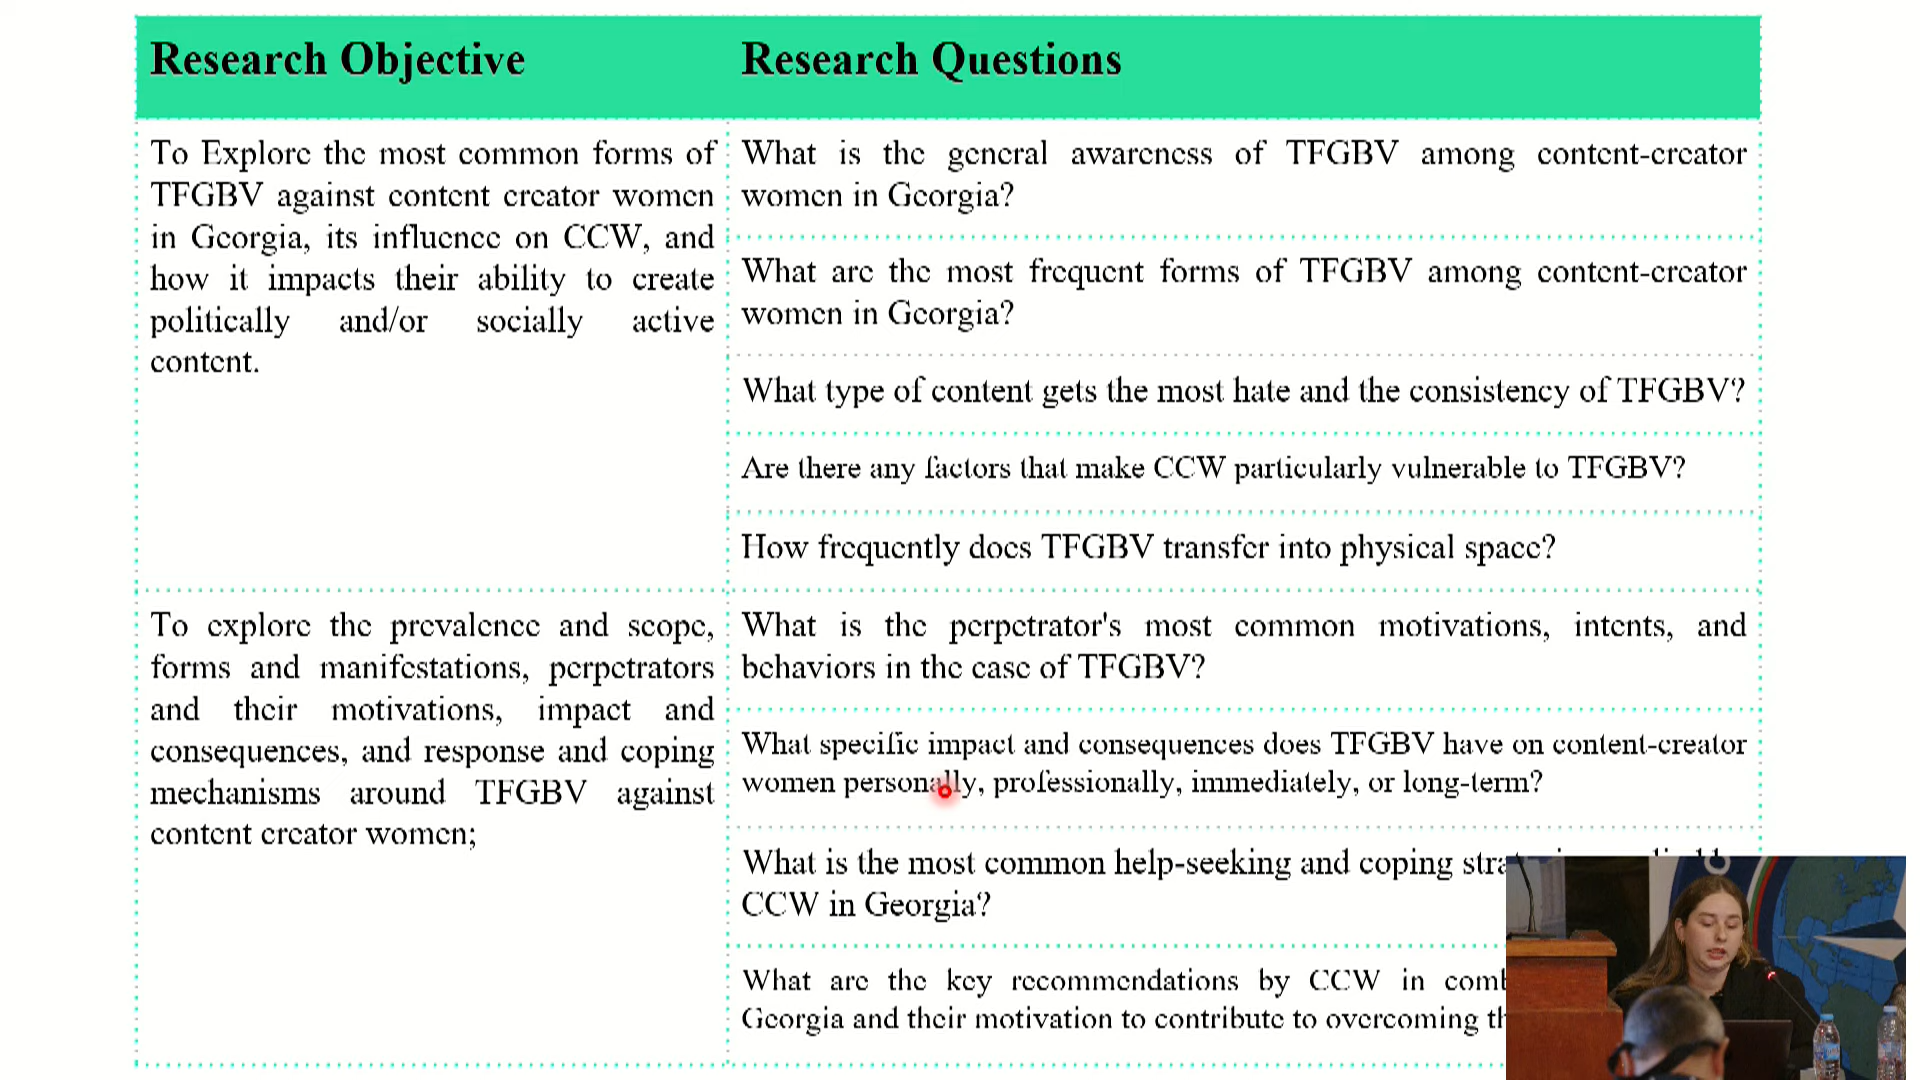 Research Objective
Research Questions
To Explore the most common forms of
TFGBV against content creator women
in Georgia, its influence on CCW, and
how it impacts their ability to create
politically and/or socially active
content.
What is the general awareness of TFGBV among content-creator
women in Georgia?
What are the most frequent forms of TFGBV among content-creator
women in Georgia?
What type of content gets the most hate and the consistency of TFGBV?
Are there any factors that make CCW particularly vulnerable to TFGBV?
How frequently does TFGBV transfer into physical space?
To explore the prevalence and scope,
forms and manifestations, perpetrators
and their motivations, impact and
consequences, and response and coping
mechanisms around TFGBV against
content creator women;
What is the perpetrator's most common motivations, intents, and
behaviors in the case of TFGBV?
What specific impact and consequences does TFGBV have on content-creator
women personally, professionally, immediately, or long-term?
What is the most common help-seeking and coping
CCW in Georgia?
What are the key recommendations by CCW in
Georgia and their motivation to contribute to overcoming